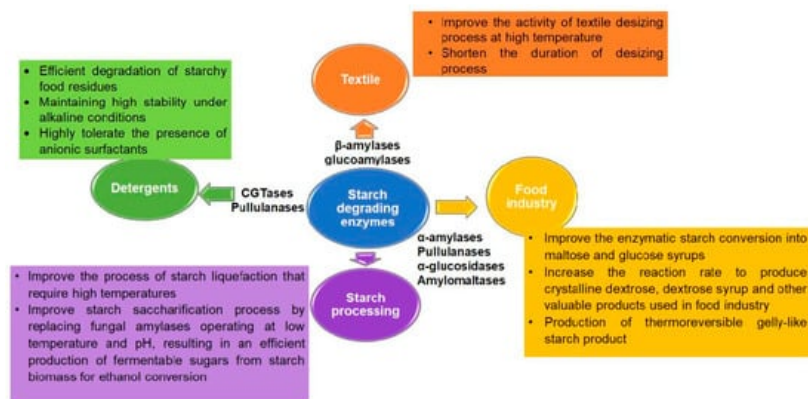 • Improve the activity of textile desizing
process at high temperature
• Shorten the duration of desizing
process
Textile
• Efficient degradation of starchy
food residues
• Maintaining high stability under
alkaline conditions
• Highly tolerate the presence of
anionic surfactants
β-amylases
glucoamylases
Detergents
CGTases
Pullulanases
Starch
degrading
enzymes
Food
industry
α-amylases
Pullulanases
α-glucosidases
Amylomaltases
• Improve the enzymatic starch conversion into
maltose and glucose syrups
• Increase the reaction rate to produce
crystalline dextrose, dextrose syrup and other
valuable products used in food industry
• Production of thermoreversible gelly-like
starch product
• Improve the process of starch liquefaction that
require high temperatures
• Improve starch saccharification process by
replacing fungal amylases operating at low
temperature and pH, resulting in an efficient
production of fermentable sugars from starch
biomass for ethanol conversion
Starch
processing